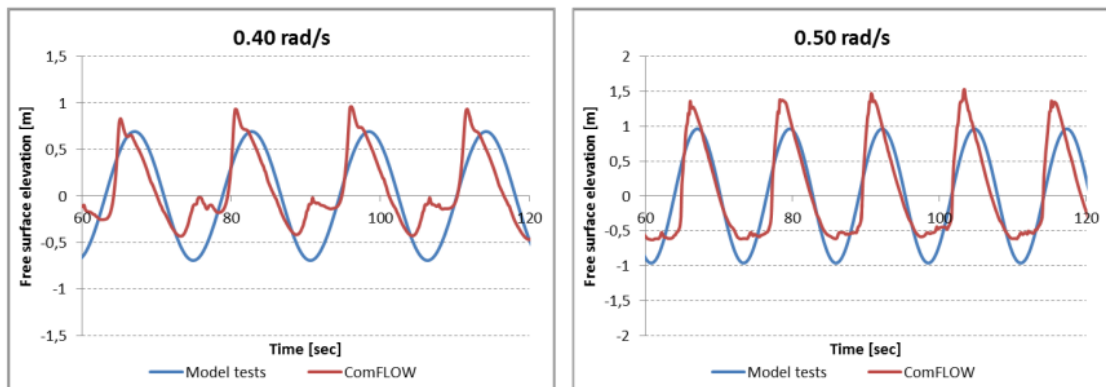 0.40 rad/s
1,5
1
0,5
0
-0,5
-1
-1,5
60
80
100
120
Free surface elevation [m]
Time [sec]
Model tests
ComFLOW
0.50 rad/s
2
1,5
1
0,5
0
-0,5
-1
-1,5
-2
60
80
100
120
Free surface elevation [m]
Time [sec]
Model tests
ComFLOW